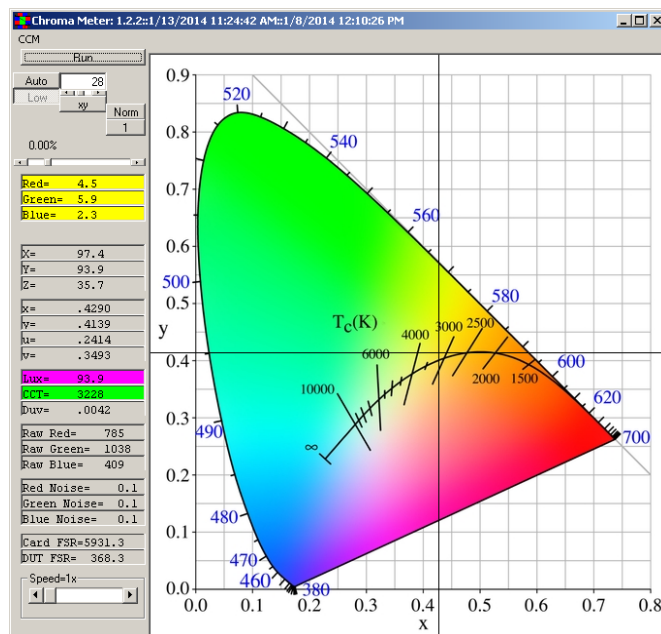 Chroma Meter: 1.2.2::1/13/2014 11:24:42 AM::1/8/2014 12:10:26 PM
CCM
Run
Auto 28
Low xy Norm
1
0.00%
Red= 4.5
Green= 5.9
Blue= 2.3
X= 97.4
Y= 93.9
Z= 35.7
x= .4290
y= .4139
u= .2414
v= .3493
Lux= 93.9
CCT= 3228
Duv= .0042
Raw Red= 785
Raw Green= 1038
Raw Blue= 409
Red Noise= 0.1
Green Noise= 0.1
Blue Noise= 0.1
Card FSR=5931.3
DUT FSR= 368.3
Speed=1x
0.9
0.8
0.7
0.6
0.5
y
0.4
0.3
0.2
0.1
0.0
0.0 0.1 0.2 0.3 0.4 0.5 0.6 0.7 0.8
x
520
540
560
580
600
620
700
500
490
480
470
460
380
Tc(K)
∞
10000
6000
4000
3000
2500
2000
1500